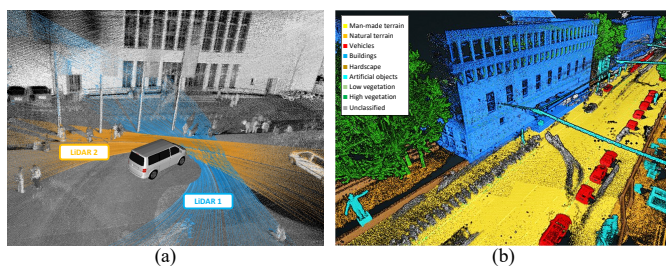 LiDAR 2
LiDAR 1
(a)
Man-made terrain
Natural terrain
Vehicles
Buildings
Hardscape
Artificial objects
Low vegetation
High vegetation
Unclassified
(b)